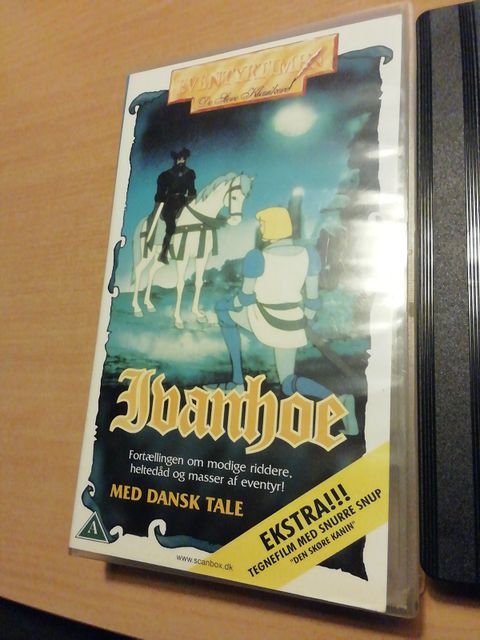 EVENTYRTIMEN
De Store Klassikere!
Ivanhoe
Fortællingen om modige riddere,
heltedåd og masser af eventyr!
MED DANSK TALE
EKSTRA!!!
TEGNEFILM MED SNURRE SNUP
"DEN SKØRE KANIN"
A
www.scanbox.dk